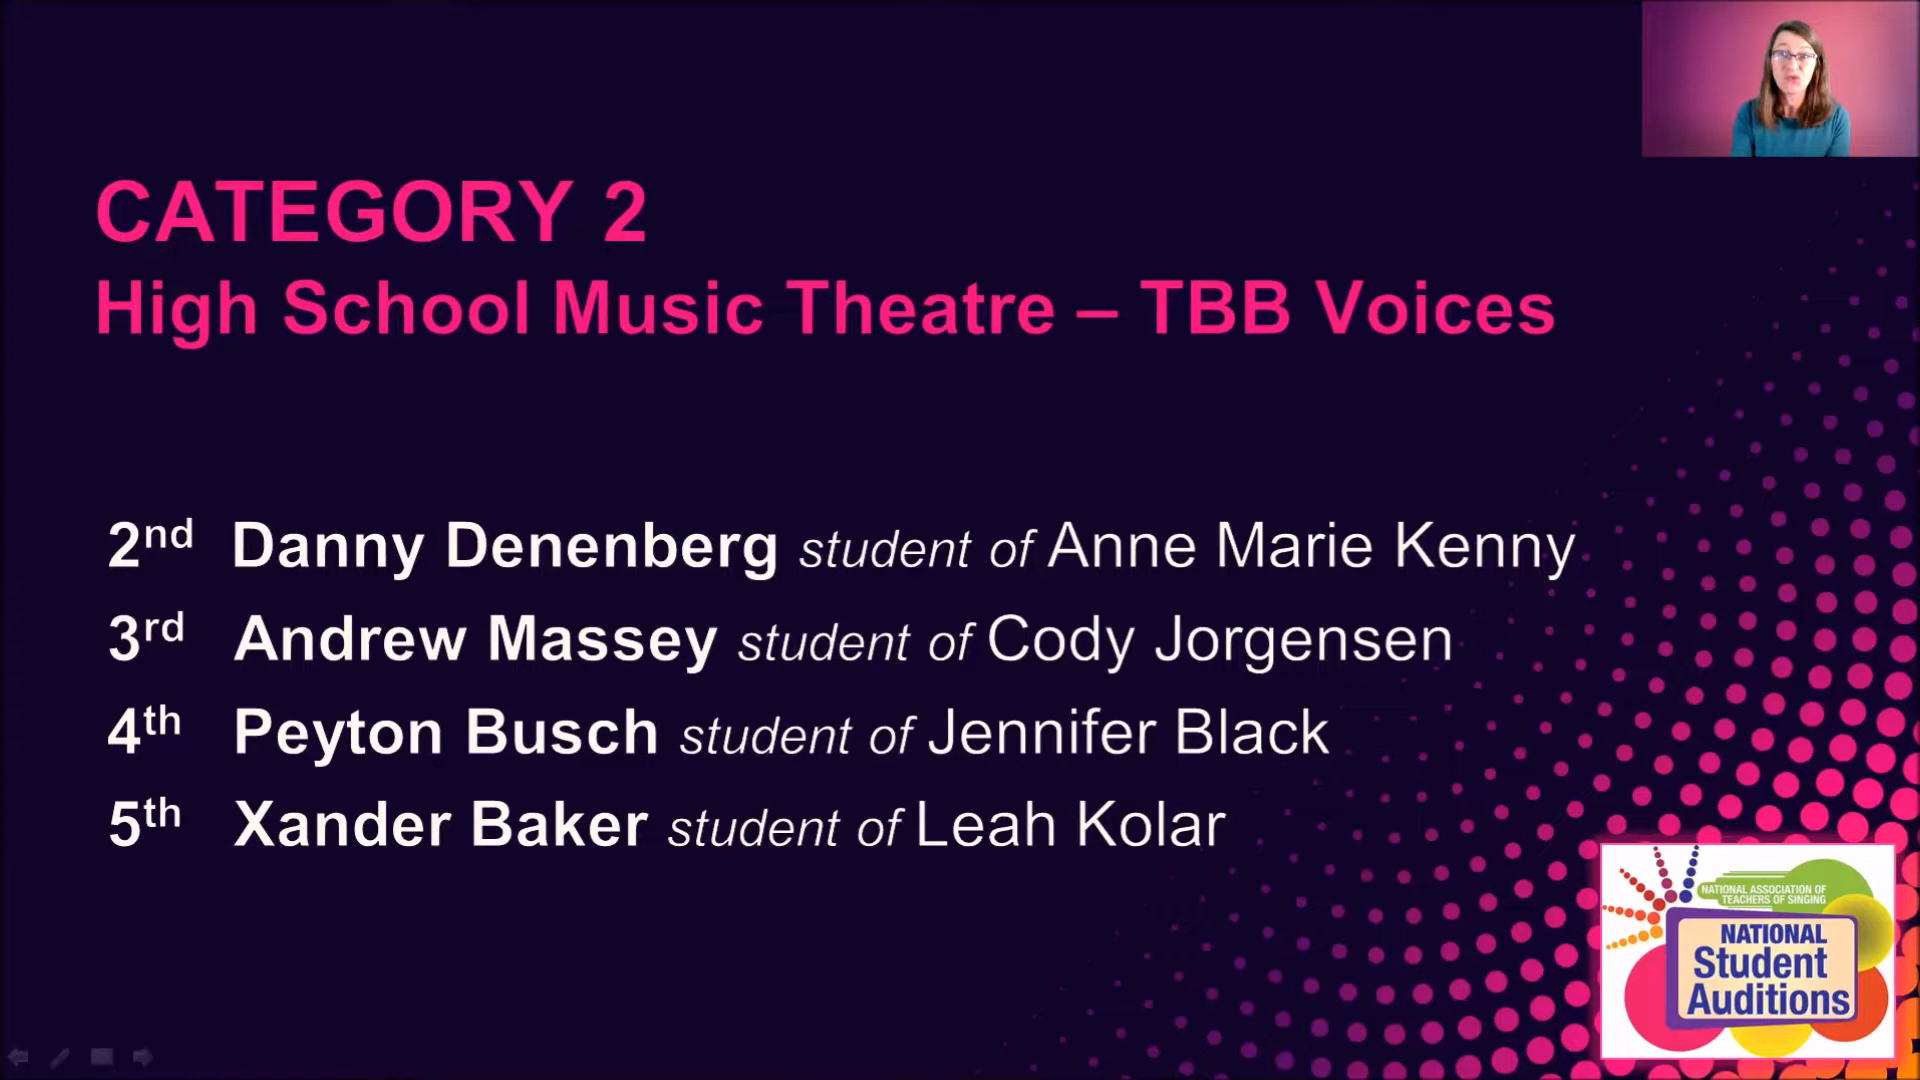 CATEGORY 2
High School Music Theatre – TBB Voices
2nd Danny Denenberg student of Anne Marie Kenny
3rd Andrew Massey student of Cody Jorgensen
4th Peyton Busch student of Jennifer Black
5th Xander Baker student of Leah Kolar
NATIONAL ASSOCIATION OF
TEACHERS OF SINGING
NATIONAL
Student
Auditions